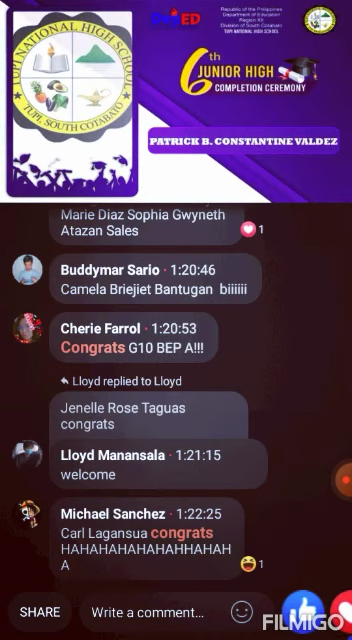 DepED
Republic of the Philippines
Department of Education
Region XII
Division of South Cotabato
TUPI NATIONAL HIGH SCHOOL
TUPI NATIONAL HIGH SCHOOL
TUPI, SOUTH COTABATO
6th
JUNIOR HIGH
COMPLETION CEREMONY
PATRICK B. CONSTANTINE VALDEZ
Marie Diaz Sophia Gwyneth
Atazan Sales
1
Buddymar Sario · 1:20:46
Camela Briejiet Bantugan biiiiii
Cherie Farrol · 1:20:53
Congrats G10 BEP A!!!
Lloyd replied to Lloyd
Jenelle Rose Taguas
congrats
Lloyd Manansala · 1:21:15
welcome
Michael Sanchez · 1:22:25
Carl Lagansua congrats
HAHAHAHAHAHAHHAHAH
A
1
SHARE
Write a comment...
FILMIGO